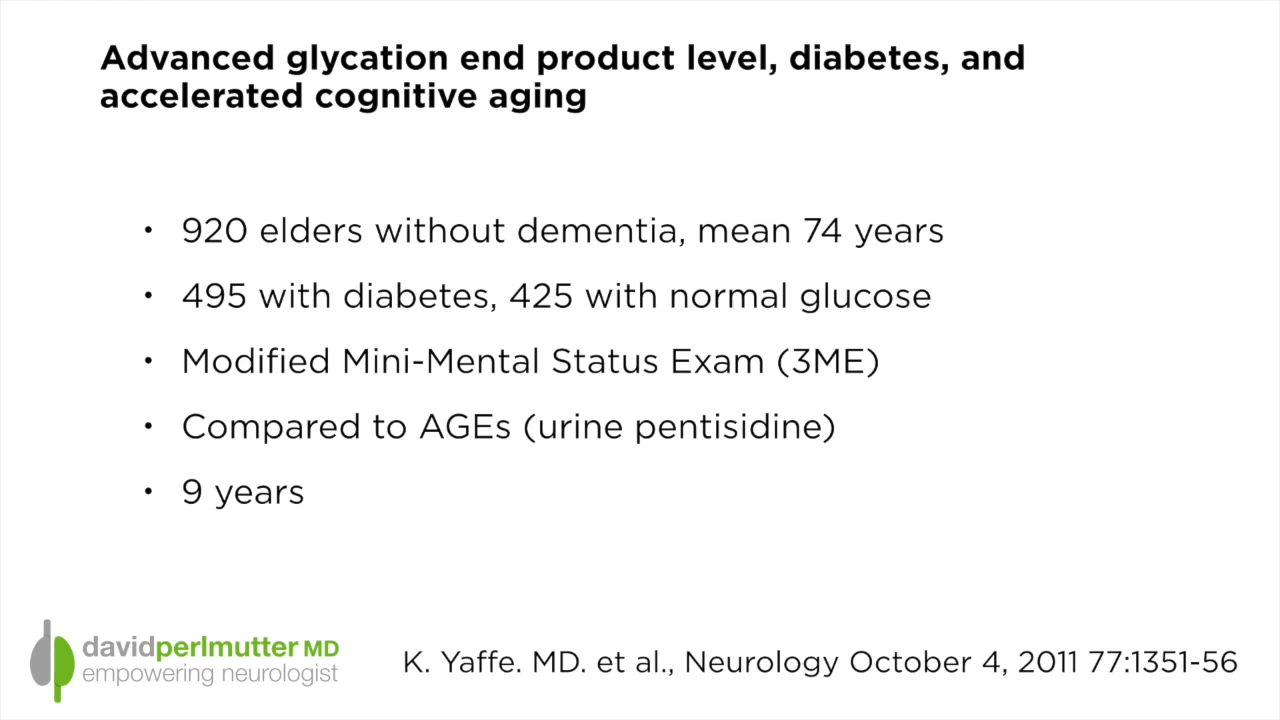 Advanced glycation end product level, diabetes, and
accelerated cognitive aging
• 920 elders without dementia, mean 74 years
• 495 with diabetes, 425 with normal glucose
• Modified Mini-Mental Status Exam (3ME)
• Compared to AGEs (urine pentisidine)
• 9 years
davidperlmutter MD
empowering neurologist
K. Yaffe. MD. et al., Neurology October 4, 2011 77:1351-56